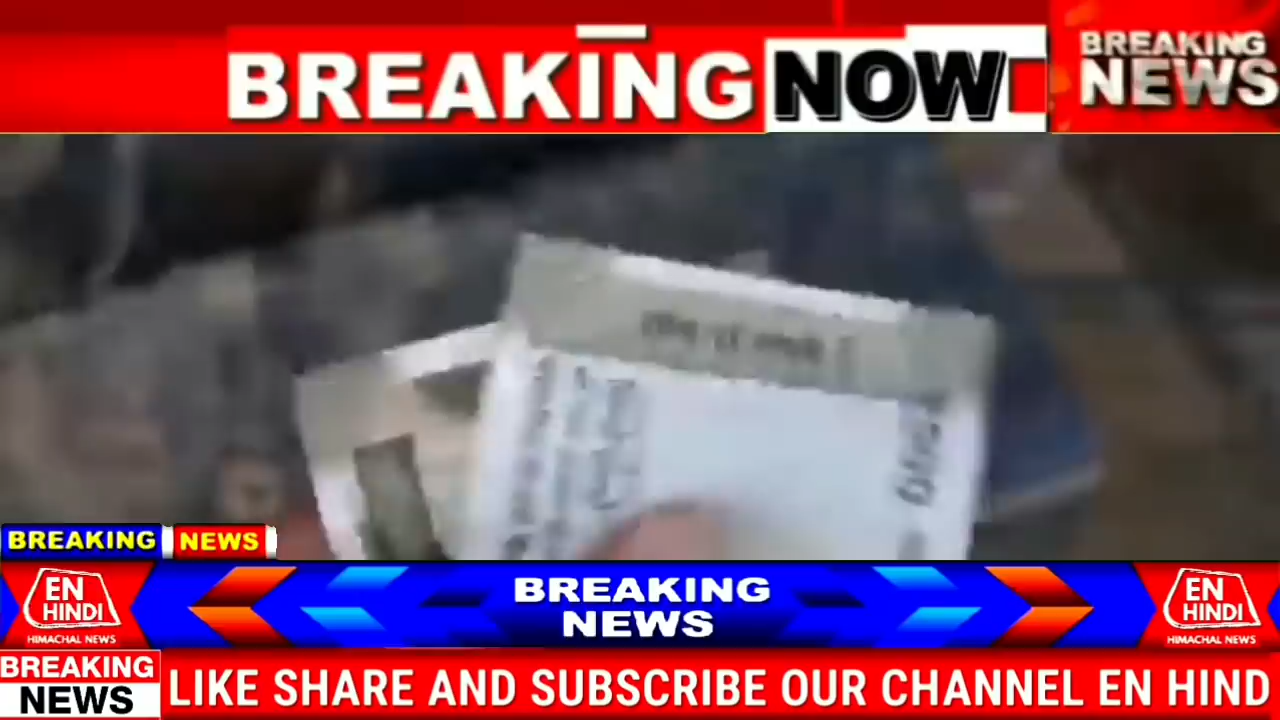 BREAKING NOW
BREAKING
NEWS
BREAKING NEWS
EN
HINDI
HIMACHAL NEWS
BREAKING
NEWS
EN
HINDI
HIMACHAL NEWS
BREAKING
NEWS
LIKE SHARE AND SUBSCRIBE OUR CHANNEL EN HIND